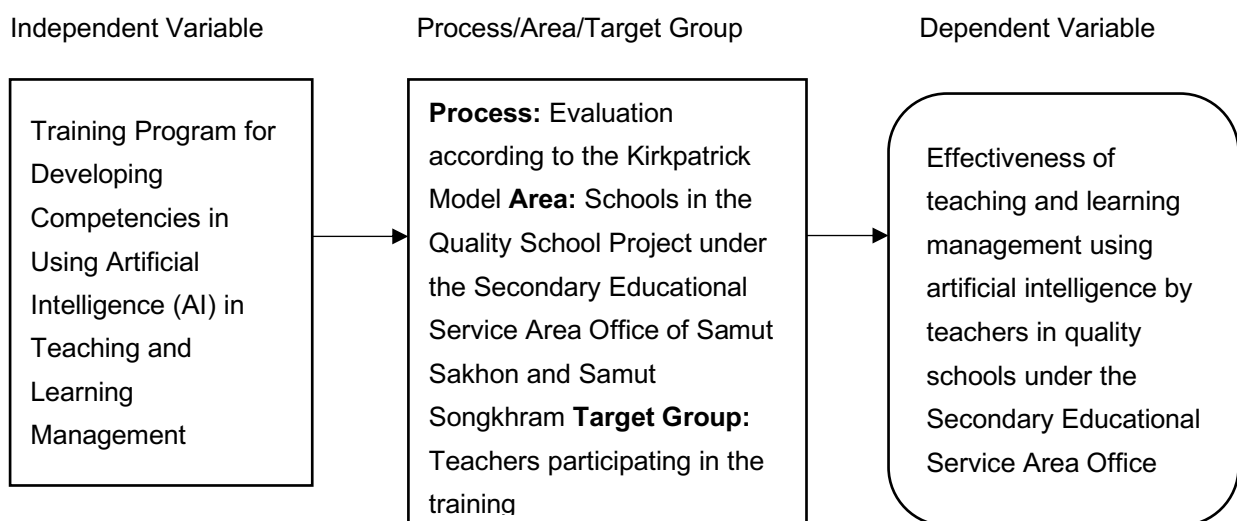 Independent Variable
Process/Area/Target Group
Dependent Variable
Training Program for
Developing
Competencies in
Using Artificial
Intelligence (AI) in
Teaching and
Learning
Management
Process: Evaluation
according to the Kirkpatrick
Model Area: Schools in the
Quality School Project under
the Secondary Educational
Service Area Office of Samut
Sakhon and Samut
Songkhram Target Group:
Teachers participating in the
training
Effectiveness of
teaching and learning
management using
artificial intelligence by
teachers in quality
schools under the
Secondary Educational
Service Area Office